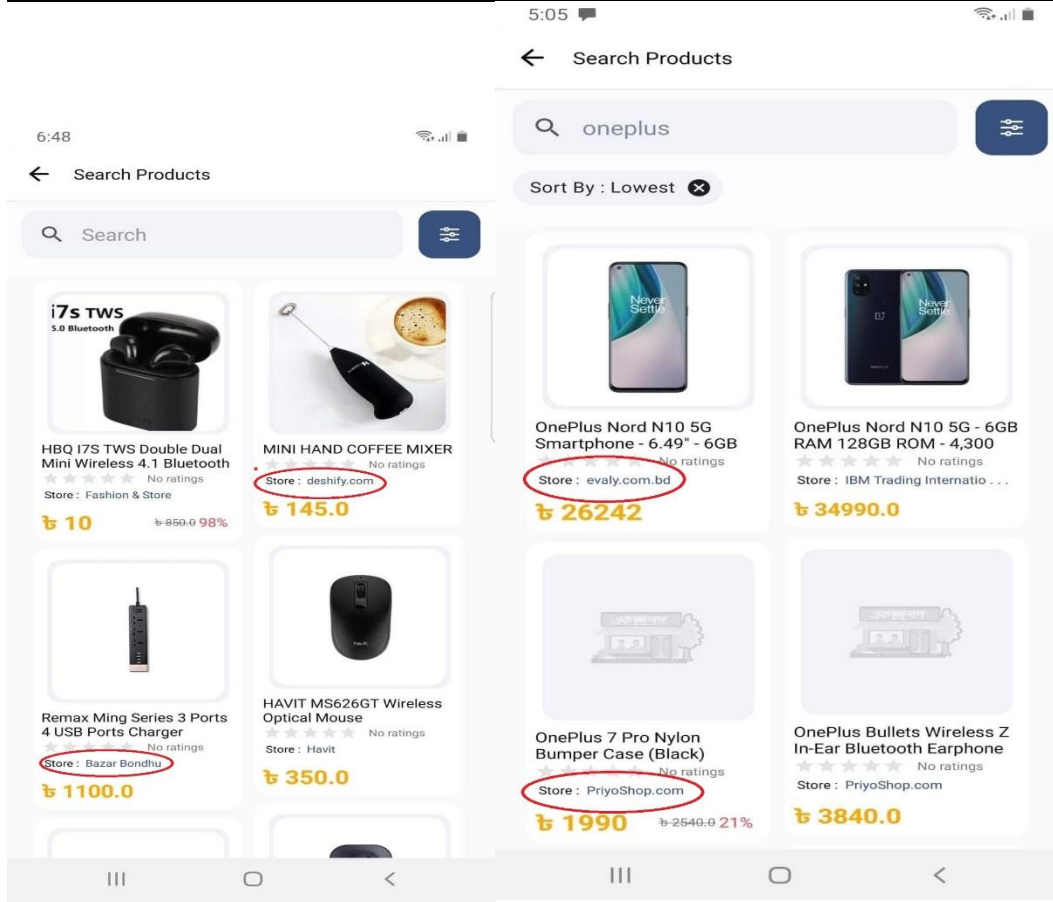 6:48
Search Products
Search
i7s TWS
5.0 Bluetooth
HBQ I7S TWS Double Dual
Mini Wireless 4.1 Bluetooth
No ratings
Store : Fashion & Store
৳ 10 ৳ 850.0 98%
MINI HAND COFFEE MIXER
No ratings
Store : deshify.com
৳ 145.0
Remax Ming Series 3 Ports
4 USB Ports Charger
No ratings
Store : Bazar Bondhu
৳ 1100.0
HAVIT MS626GT Wireless
Optical Mouse
No ratings
Store : Havit
৳ 350.0
5:05
Search Products
oneplus
Sort By : Lowest
Never
Settle
OnePlus Nord N10 5G
Smartphone - 6.49" - 6GB
No ratings
Store : evaly.com.bd
৳ 26242
Never
Settle
OnePlus Nord N10 5G - 6GB
RAM 128GB ROM - 4,300
No ratings
Store : IBM Trading Internatio . . .
৳ 34990.0
OnePlus 7 Pro Nylon
Bumper Case (Black)
No ratings
Store : PriyoShop.com
৳ 1990 ৳ 2540.0 21%
OnePlus Bullets Wireless Z
In-Ear Bluetooth Earphone
No ratings
Store : PriyoShop.com
৳ 3840.0